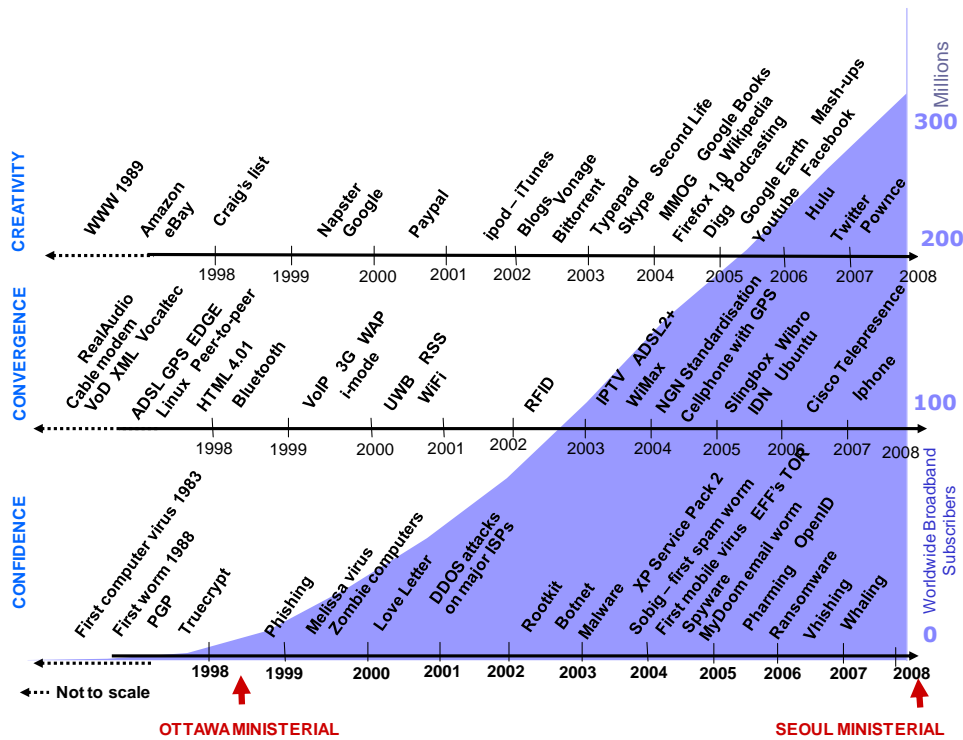 Millions
300
200
100
0
Worldwide Broadband
Subscribers
CREATIVITY
WWW 1989
Amazon
eBay
Craig's list
Napster
Google
Paypal
ipod – iTunes
Blogs
Vonage
Bittorrent
Typepad
Skype
Second Life
MMOG
Google Books
Firefox 1.0
Wikipedia
Digg
Podcasting
Google Earth
Youtube
Mash-ups
Facebook
Hulu
Twitter
Pownce
1998 1999 2000 2001 2002 2003 2004 2005 2006 2007 2008
CONVERGENCE
RealAudio
Cable modem
VoD XML Vocaltec
ADSL GPS EDGE
Linux Peer-to-peer
HTML 4.01
Bluetooth
VoIP 3G WAP
i-mode
UWB RSS
WiFi
RFID
IPTV ADSL2+
WiMax
NGN Standardisation
Cellphone with GPS
Slingbox Wibro
IDN Ubuntu
Cisco Telepresence
Iphone
1998 1999 2000 2001 2002 2003 2004 2005 2006 2007 2008
CONFIDENCE
First computer virus 1983
First worm 1988
PGP
Truecrypt
Phishing
Melissa virus
Zombie computers
Love Letter
DDOS attacks
on major ISPs
Rootkit
Botnet
Malware
XP Service Pack 2
Sobig – first spam worm
First mobile virus
EFF's TOR
Spyware
MyDoom email worm
Pharming
OpenID
Ransomware
Vhishing
Whaling
1998 1999 2000 2001 2002 2003 2004 2005 2006 2007 2008
Not to scale
OTTAWA MINISTERIAL
SEOUL MINISTERIAL